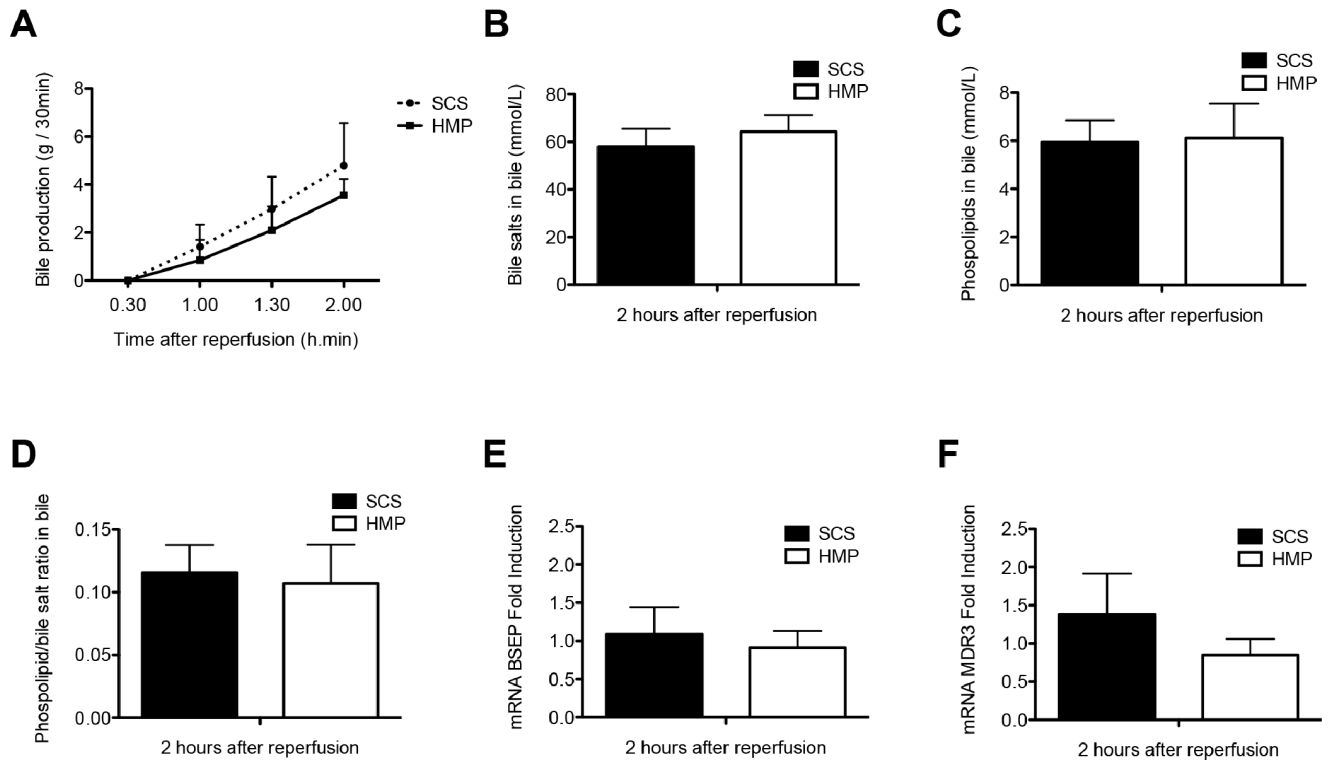 A
Bile production (g / 30min)
8
6
4
2
0
0.30 1.00 1.30 2.00
Time after reperfusion (h.min)
SCS
HMP
B
Bile salts in bile (mmol/L)
80
60
40
20
0
2 hours after reperfusion
SCS
HMP
C
Phospolipids in bile (mmol/L)
8
6
4
2
0
2 hours after reperfusion
SCS
HMP
D
Phospolipid/bile salt ratio in bile
0.15
0.10
0.05
0.00
2 hours after reperfusion
SCS
HMP
E
mRNA BSEP Fold Induction
2.5
2.0
1.5
1.0
0.5
0.0
2 hours after reperfusion
SCS
HMP
F
mRNA MDR3 Fold Induction
2.5
2.0
1.5
1.0
0.5
0.0
2 hours after reperfusion
SCS
HMP